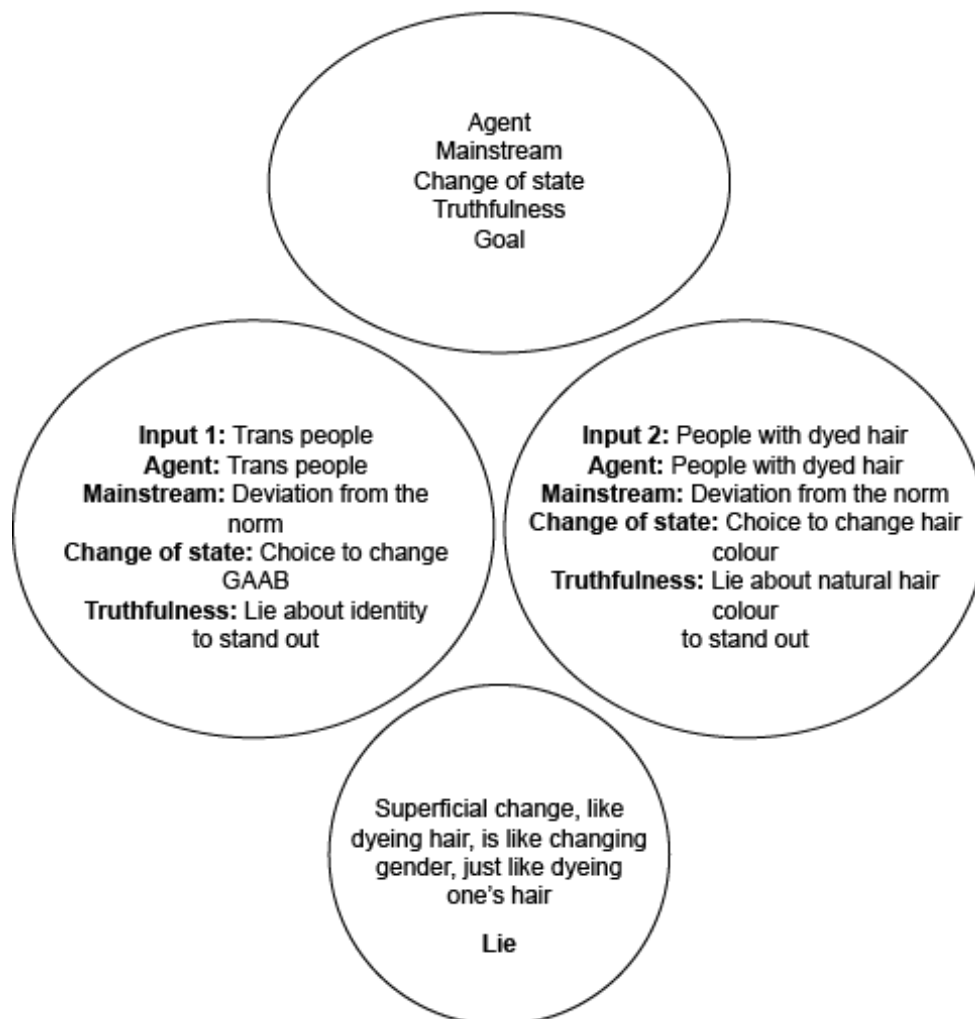 Agent
Mainstream
Change of state
Truthfulness
Goal
Input 1: Trans people
Agent: Trans people
Mainstream: Deviation from the
norm
Change of state: Choice to change
GAAB
Truthfulness: Lie about identity
to stand out
Input 2: People with dyed hair
Agent: People with dyed hair
Mainstream: Deviation from the norm
Change of state: Choice to change hair
colour
Truthfulness: Lie about natural hair
colour
to stand out
Superficial change, like
dyeing hair, is like changing
gender, just like dyeing
one’s hair
Lie